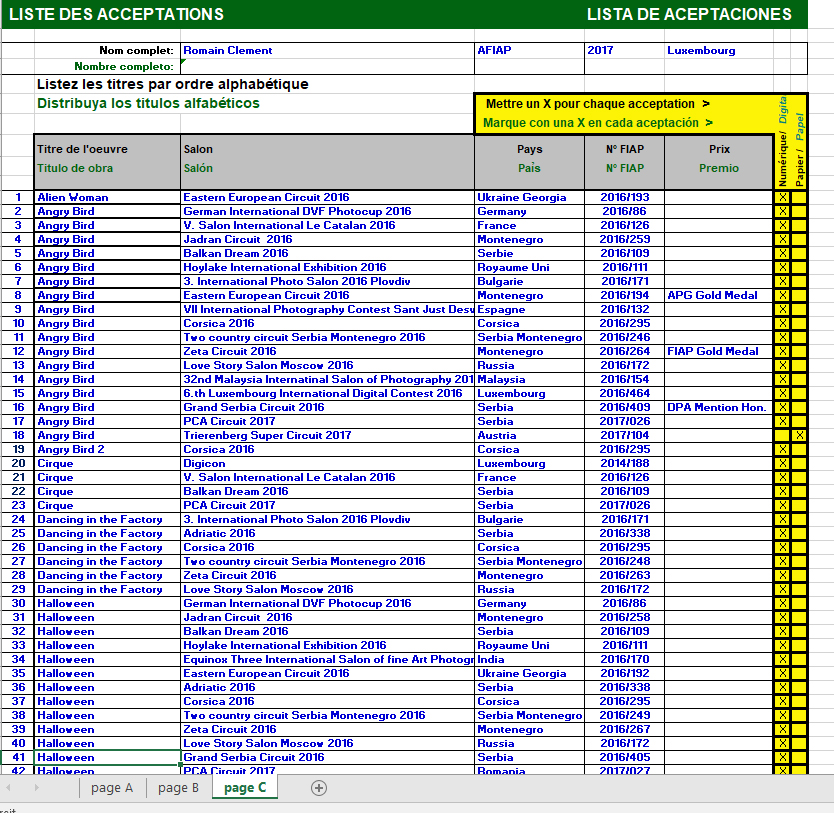 LISTE DES ACCEPTATIONS LISTA DE ACEPTACIONES
Nom complet: Romain Clement AFIAP 2017 Luxembourg
Nombre completo:
Listez les titres par ordre alphabétique
Distribuya los titulos alfabéticos
Mettre un X pour chaque acceptation >
Marque con una X en cada aceptación >
Numérique/ Digita
Papier / Papel
Titre de l'oeuvre Salon Pays N° FIAP Prix
Titulo de obra Salón País N° FIAP Premio
1 Alien Woman Eastern European Circuit 2016 Ukraine Georgia 2016/193 X
2 Angry Bird German International DVF Photocup 2016 Germany 2016/86 X
3 Angry Bird V. Salon International Le Catalan 2016 France 2016/126 X
4 Angry Bird Jadran Circuit 2016 Montenegro 2016/259 X
5 Angry Bird Balkan Dream 2016 Serbie 2016/109 X
6 Angry Bird Hoylake International Exhibition 2016 Royaume Uni 2016/111 X
7 Angry Bird 3. International Photo Salon 2016 Plovdiv Bulgarie 2016/171 X
8 Angry Bird Eastern European Circuit 2016 Montenegro 2016/194 APG Gold Medal X
9 Angry Bird VII International Photography Contest Sant Just Desv Espagne 2016/132 X
10 Angry Bird Corsica 2016 Corsica 2016/295 X
11 Angry Bird Two country circuit Serbia Montenegro 2016 Serbia Montenegro 2016/246 X
12 Angry Bird Zeta Circuit 2016 Montenegro 2016/264 FIAP Gold Medal X
13 Angry Bird Love Story Salon Moscow 2016 Russia 2016/172 X
14 Angry Bird 32nd Malaysia Internatinal Salon of Photography 201 Malaysia 2016/154 X
15 Angry Bird 6.th Luxembourg International Digital Contest 2016 Luxembourg 2016/464 X
16 Angry Bird Grand Serbia Circuit 2016 Serbia 2016/409 DPA Mention Hon. X
17 Angry Bird PCA Circuit 2017 Serbia 2017/026 X
18 Angry Bird Trierenberg Super Circuit 2017 Austria 2017/104 X
19 Angry Bird 2 Corsica 2016 Corsica 2016/295 X
20 Cirque Digicon Luxembourg 2014/188 X
21 Cirque V. Salon International Le Catalan 2016 France 2016/126 X
22 Cirque Balkan Dream 2016 Serbia 2016/109 X
23 Cirque PCA Circuit 2017 Serbia 2017/026 X
24 Dancing in the Factory 3. International Photo Salon 2016 Plovdiv Bulgarie 2016/171 X
25 Dancing in the Factory Adriatic 2016 Serbia 2016/338 X
26 Dancing in the Factory Corsica 2016 Corsica 2016/295 X
27 Dancing in the Factory Two country circuit Serbia Montenegro 2016 Serbia Montenegro 2016/248 X
28 Dancing in the Factory Zeta Circuit 2016 Montenegro 2016/263 X
29 Dancing in the Factory Love Story Salon Moscow 2016 Russia 2016/172 X
30 Halloween German International DVF Photocup 2016 Germany 2016/86 X
31 Halloween Jadran Circuit 2016 Montenegro 2016/258 X
32 Halloween Balkan Dream 2016 Serbia 2016/109 X
33 Halloween Hoylake International Exhibition 2016 Royaume Uni 2016/111 X
34 Halloween Equinox Three International Salon of fine Art Photogr India 2016/170 X
35 Halloween Eastern European Circuit 2016 Ukraine Georgia 2016/192 X
36 Halloween Adriatic 2016 Serbia 2016/338 X
37 Halloween Corsica 2016 Corsica 2016/295 X
38 Halloween Two country circuit Serbia Montenegro 2016 Serbia Montenegro 2016/249 X
39 Halloween Zeta Circuit 2016 Montenegro 2016/267 X
40 Halloween Love Story Salon Moscow 2016 Russia 2016/172 X
41 Halloween Grand Serbia Circuit 2016 Serbia 2016/405 X
42 Halloween PCA Circuit 2017 Romania 2017/027 X
page A page B page C